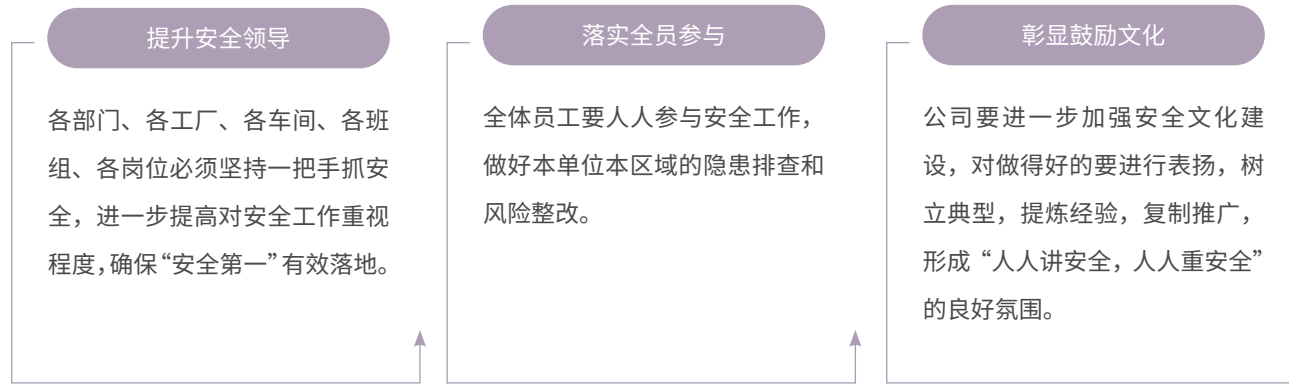 提升安全领导
各部门、各工厂、各车间、各班
组、各岗位必须坚持一把手抓安
全，进一步提高对安全工作重视
程度，确保“安全第一”有效落地。
落实全员参与
全体员工要人人参与安全工作，
做好本单位本区域的隐患排查和
风险整改。
彰显鼓励文化
公司要进一步加强安全文化建
设，对做得好的要进行表扬，树
立典型，提炼经验，复制推广，
形成“人人讲安全，人人重安全”
的良好氛围。